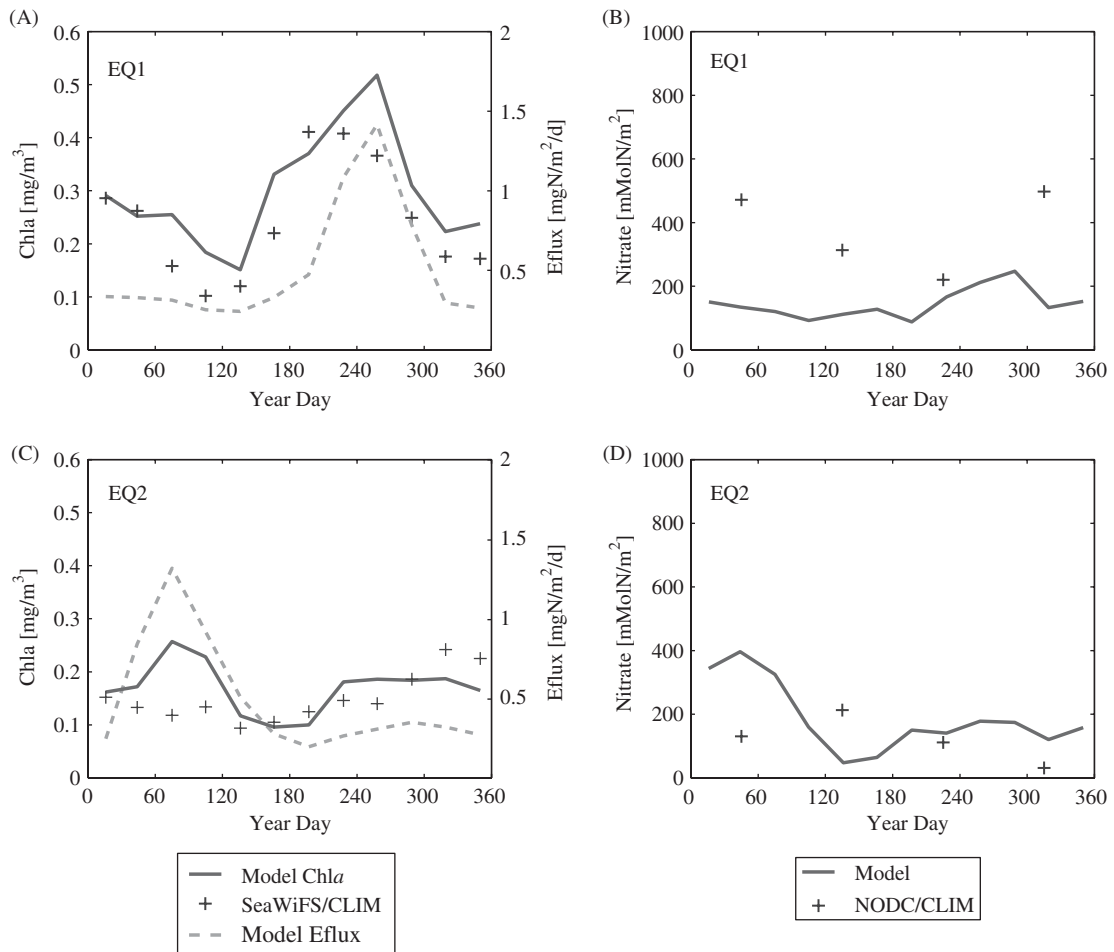 (A)
EQ1
Chla [mg/m³]
0.6
0.5
0.4
0.3
0.2
0.1
0
2
1.5
1
0.5
0
Eflux [mgN/m²/d]
0 60 120 180 240 300 360
Year Day
(B)
EQ1
Nitrate [mMolN/m²]
1000
800
600
400
200
0
0 60 120 180 240 300 360
Year Day
(C)
EQ2
Chla [mg/m³]
0.6
0.5
0.4
0.3
0.2
0.1
0
2
1.5
1
0.5
0
Eflux [mgN/m²/d]
0 60 120 180 240 300 360
Year Day
(D)
EQ2
Nitrate [mMolN/m²]
1000
800
600
400
200
0
0 60 120 180 240 300 360
Year Day
Model Chla
SeaWiFS/CLIM
Model Eflux
Model
NODC/CLIM